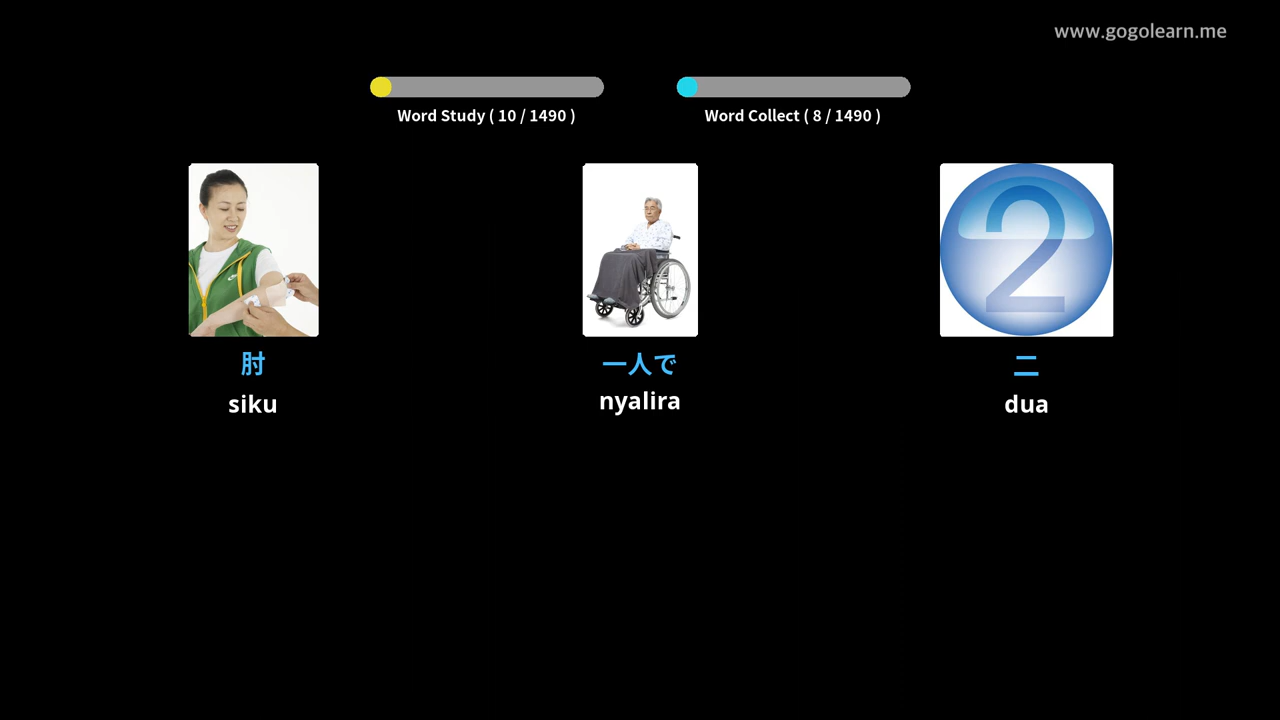 www.gogolearn.me
Word Study ( 10 / 1490 )
Word Collect ( 8 / 1490 )
2
肘
siku
一人で
nyalira
二
dua